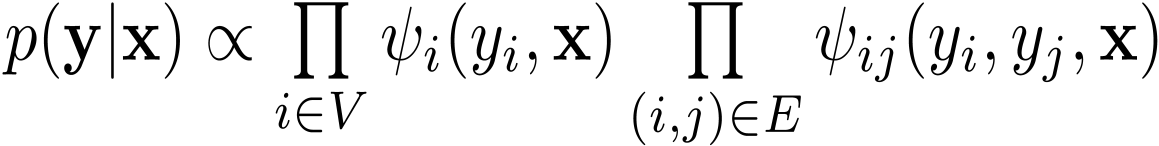 p(𝐲|𝐱) ∝ ∏_{i∈V} ψ_i(y_i, 𝐱) ∏_{(i,j)∈E} ψ_{ij}(y_i, y_j, 𝐱)